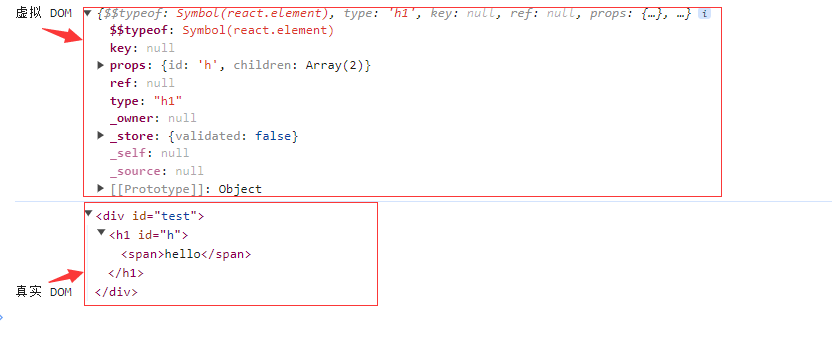 虚拟 DOM ▼{$$typeof: Symbol(react.element), type: 'h1', key: null, ref: null, props: {…}, …} i
$$typeof: Symbol(react.element)
key: null
▶ props: {id: 'h', children: Array(2)}
ref: null
type: "h1"
_owner: null
▶ _store: {validated: false}
_self: null
_source: null
▶ [[Prototype]]: Object
▼<div id="test">
▼<h1 id="h">
<span>hello</span>
</h1>
真实 DOM </div>